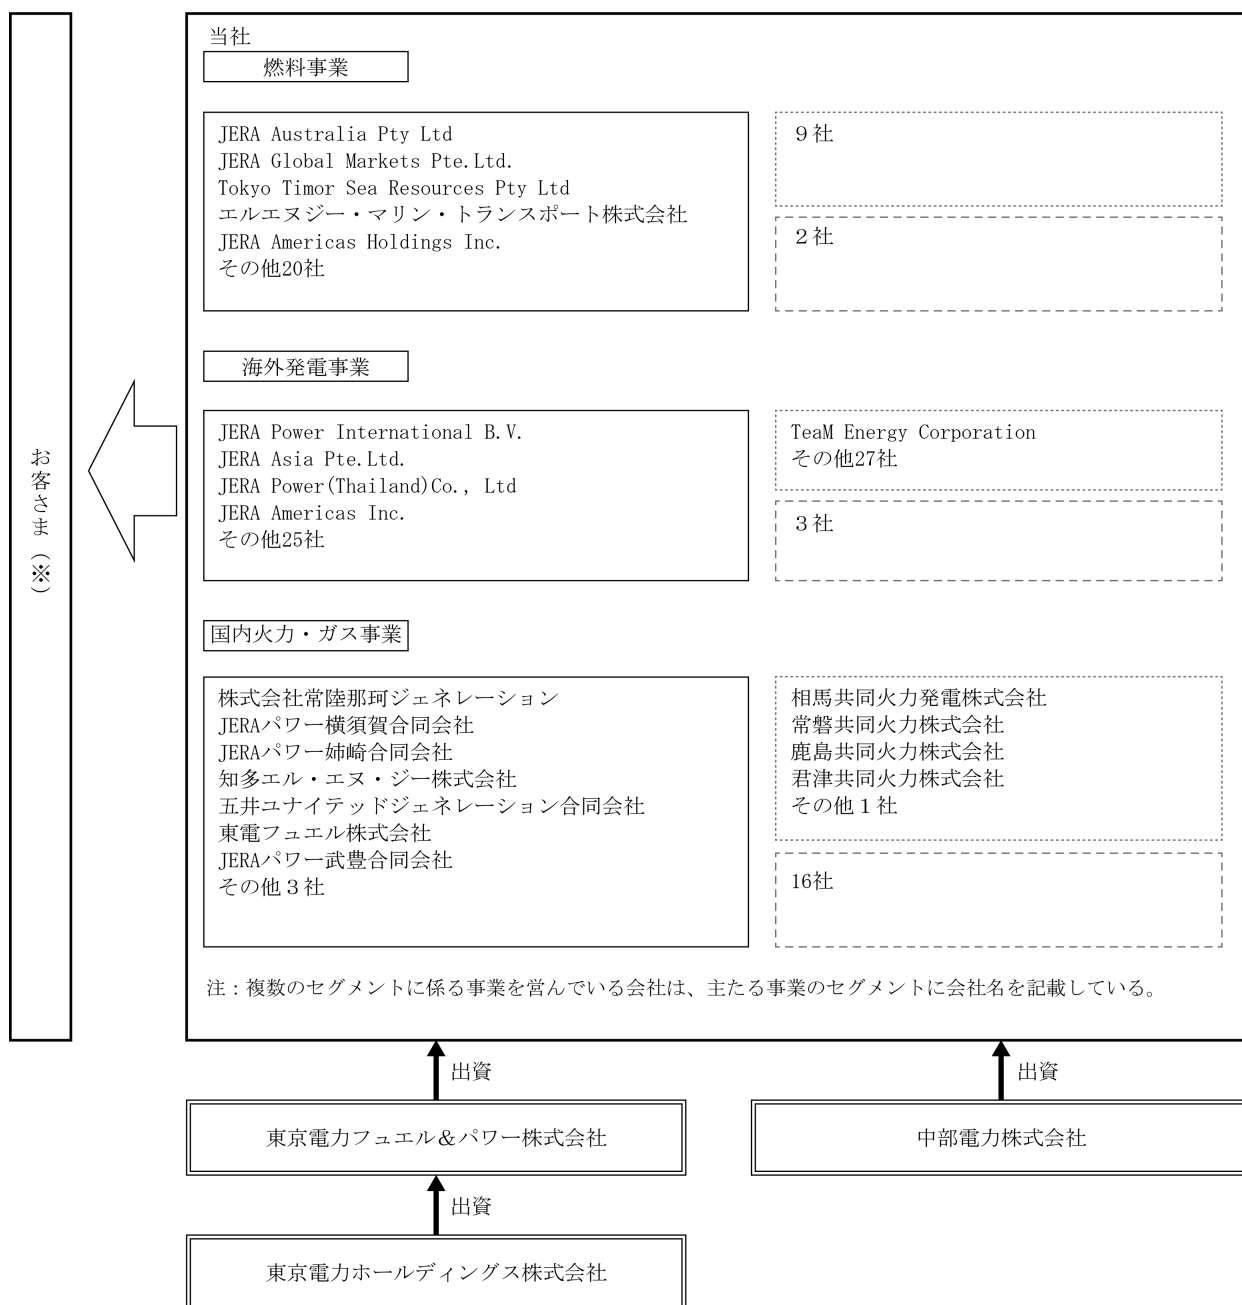 当社
燃料事業
JERA Australia Pty Ltd
JERA Global Markets Pte.Ltd.
Tokyo Timor Sea Resources Pty Ltd
エルエヌジー・マリン・トランスポート株式会社
JERA Americas Holdings Inc.
その他20社
９社
２社
海外発電事業
JERA Power International B.V.
JERA Asia Pte.Ltd.
JERA Power(Thailand)Co., Ltd
JERA Americas Inc.
その他25社
TeaM Energy Corporation
その他27社
３社
お客さま（※）
国内火力・ガス事業
株式会社常陸那珂ジェネレーション
JERAパワー横須賀合同会社
JERAパワー姉崎合同会社
知多エル・エヌ・ジー株式会社
五井ユナイテッドジェネレーション合同会社
東電フュエル株式会社
JERAパワー武豊合同会社
その他３社
相馬共同火力発電株式会社
常磐共同火力株式会社
鹿島共同火力株式会社
君津共同火力株式会社
その他１社
16社
注：複数のセグメントに係る事業を営んでいる会社は、主たる事業のセグメントに会社名を記載している。
出資
出資
東京電力フュエル＆パワー株式会社
中部電力株式会社
出資
東京電力ホールディングス株式会社